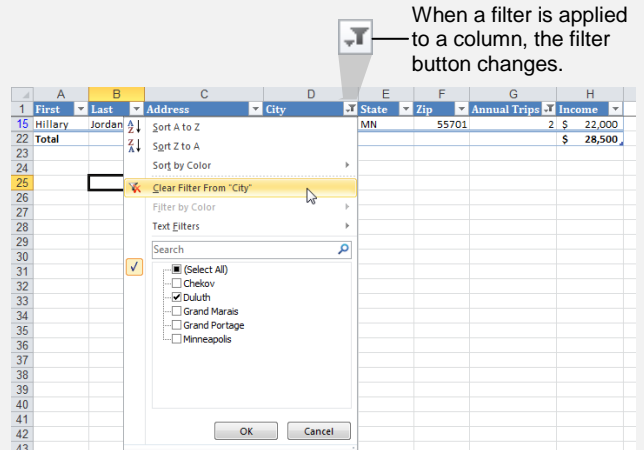 When a filter is applied
to a column, the filter
button changes.
A B C D E F G H
1 First Last Address City State Zip Annual Trips Income
15 Hillary Jordan MN 55701 2 $ 22,000
22 Total $ 28,500
23
24
25
26
27
28
29
30
31
32
33
34
35
36
37
38
39
40
41
42
43
Sort A to Z
Sort Z to A
Sort by Color
Clear Filter From "City"
Filter by Color
Text Filters
Search
(Select All)
Chekov
Duluth
Grand Marais
Grand Portage
Minneapolis
OK Cancel